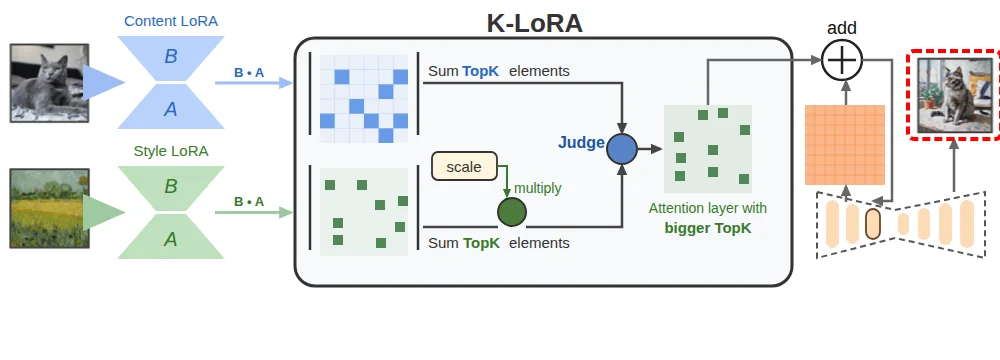 K-LoRA
Content LoRA
B
A
B • A
Style LoRA
B
A
B • A
Sum TopK elements
scale
multiply
Sum TopK elements
Judge
Attention layer with
bigger TopK
add